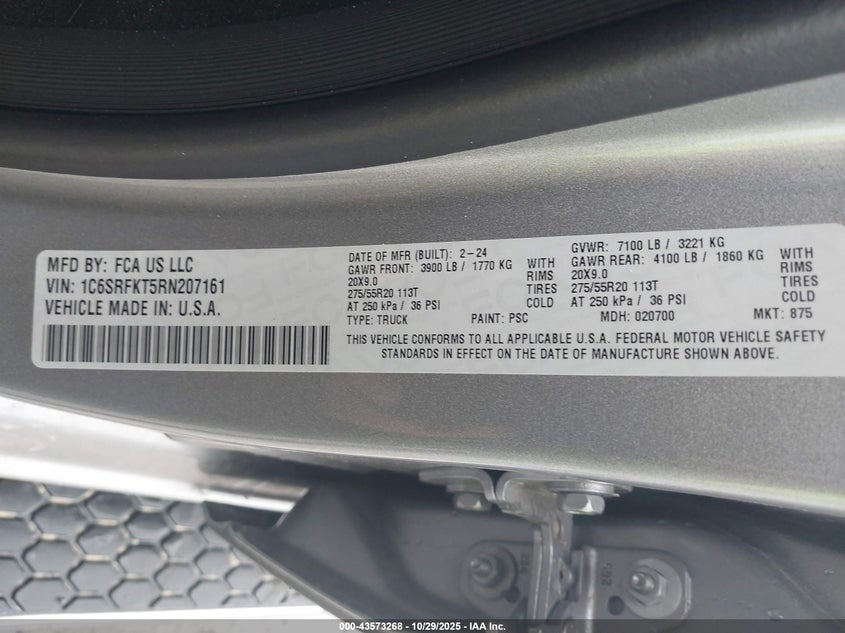 MFD BY: FCA US LLC
VIN: 1C6SRFKT5RN207161
VEHICLE MADE IN: U.S.A.
DATE OF MFR (BUILT): 2-24
GAWR FRONT: 3900 LB / 1770 KG WITH
20X9.0 RIMS
275/55R20 113T TIRES
AT 250 kPa / 36 PSI COLD
TYPE: TRUCK PAINT: PSC
GVWR: 7100 LB / 3221 KG
GAWR REAR: 4100 LB / 1860 KG WITH
20X9.0 RIMS
275/55R20 113T TIRES
AT 250 kPa / 36 PSI COLD
MDH: 020700 MKT: 875
THIS VEHICLE CONFORMS TO ALL APPLICABLE U.S.A. FEDERAL MOTOR VEHICLE SAFETY
STANDARDS IN EFFECT ON THE DATE OF MANUFACTURE SHOWN ABOVE.
000-43573268 - 10/29/2025 - IAA Inc.